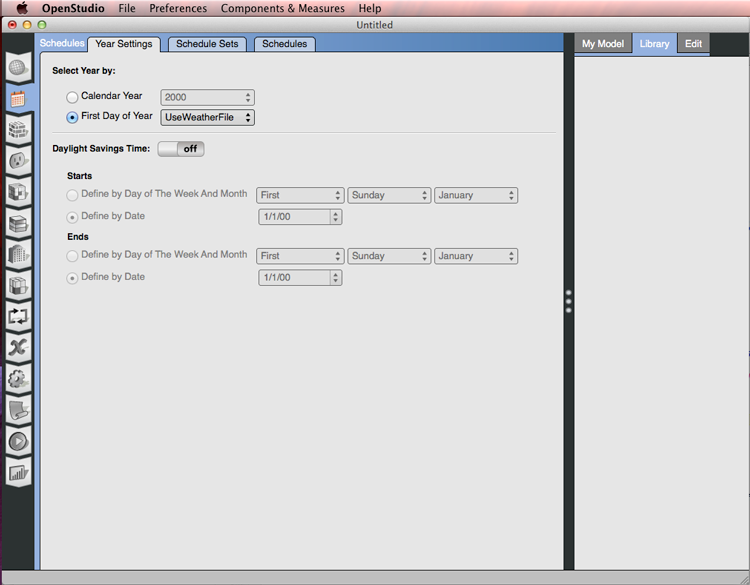 OpenStudio File Preferences Components & Measures Help
Untitled
Schedules Year Settings Schedule Sets Schedules My Model Library Edit
Select Year by:
Calendar Year 2000
First Day of Year UseWeatherFile
Daylight Savings Time: off
Starts
Define by Day of The Week And Month First Sunday January
Define by Date 1/1/00
Ends
Define by Day of The Week And Month First Sunday January
Define by Date 1/1/00